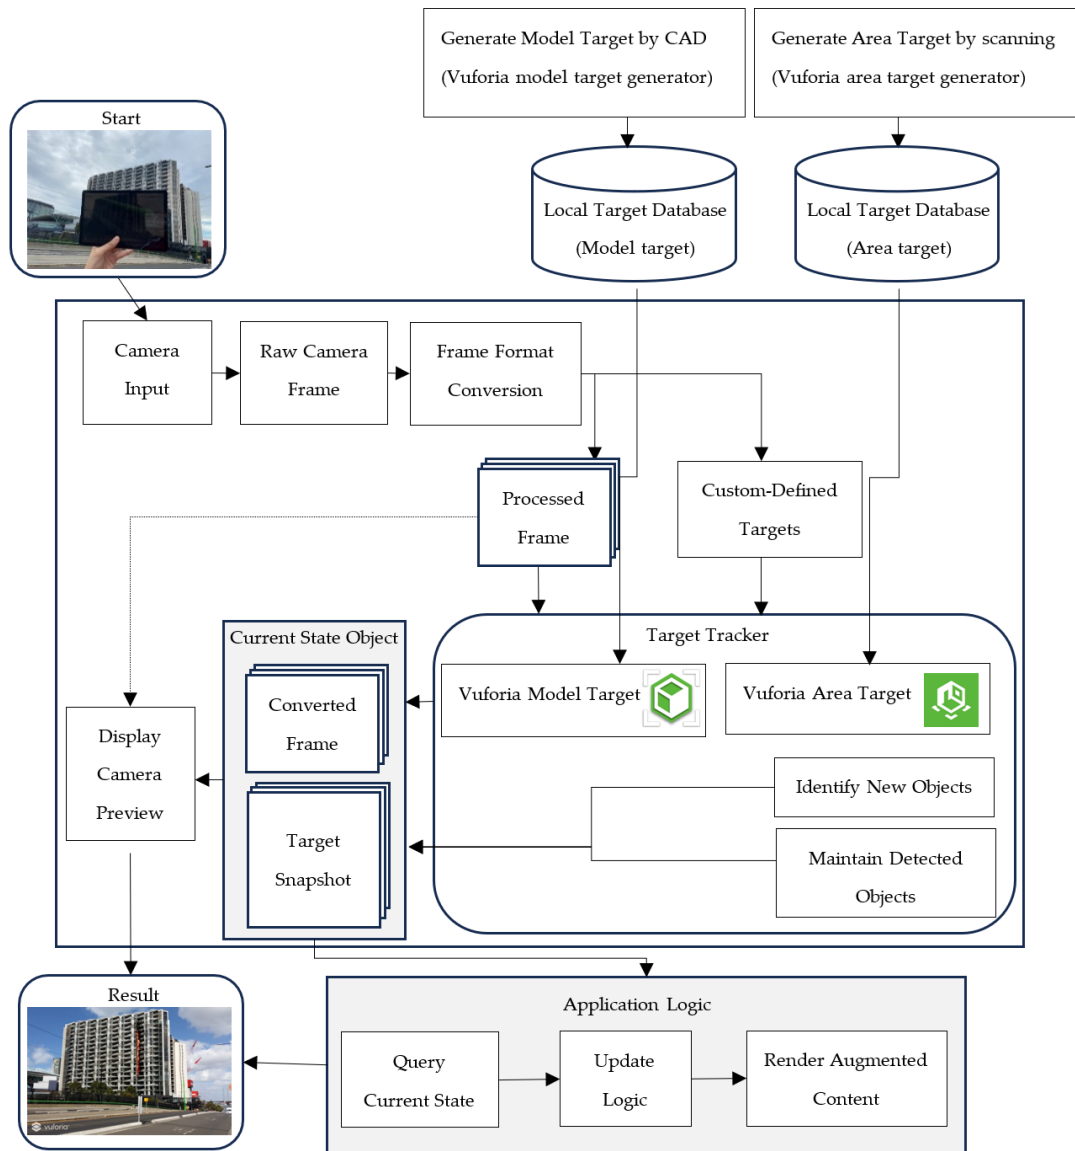 Generate Model Target by CAD
(Vuforia model target generator)
Generate Area Target by scanning
(Vuforia area target generator)
Start
Local Target Database
(Model target)
Local Target Database
(Area target)
Camera
Input
Raw Camera
Frame
Frame Format
Conversion
Processed
Frame
Custom-Defined
Targets
Current State Object
Target Tracker
Converted
Frame
Vuforia Model Target
Vuforia Area Target
Display
Camera
Preview
Target
Snapshot
Identify New Objects
Maintain Detected
Objects
Result
vuforia
Application Logic
Query
Current State
Update
Logic
Render Augmented
Content